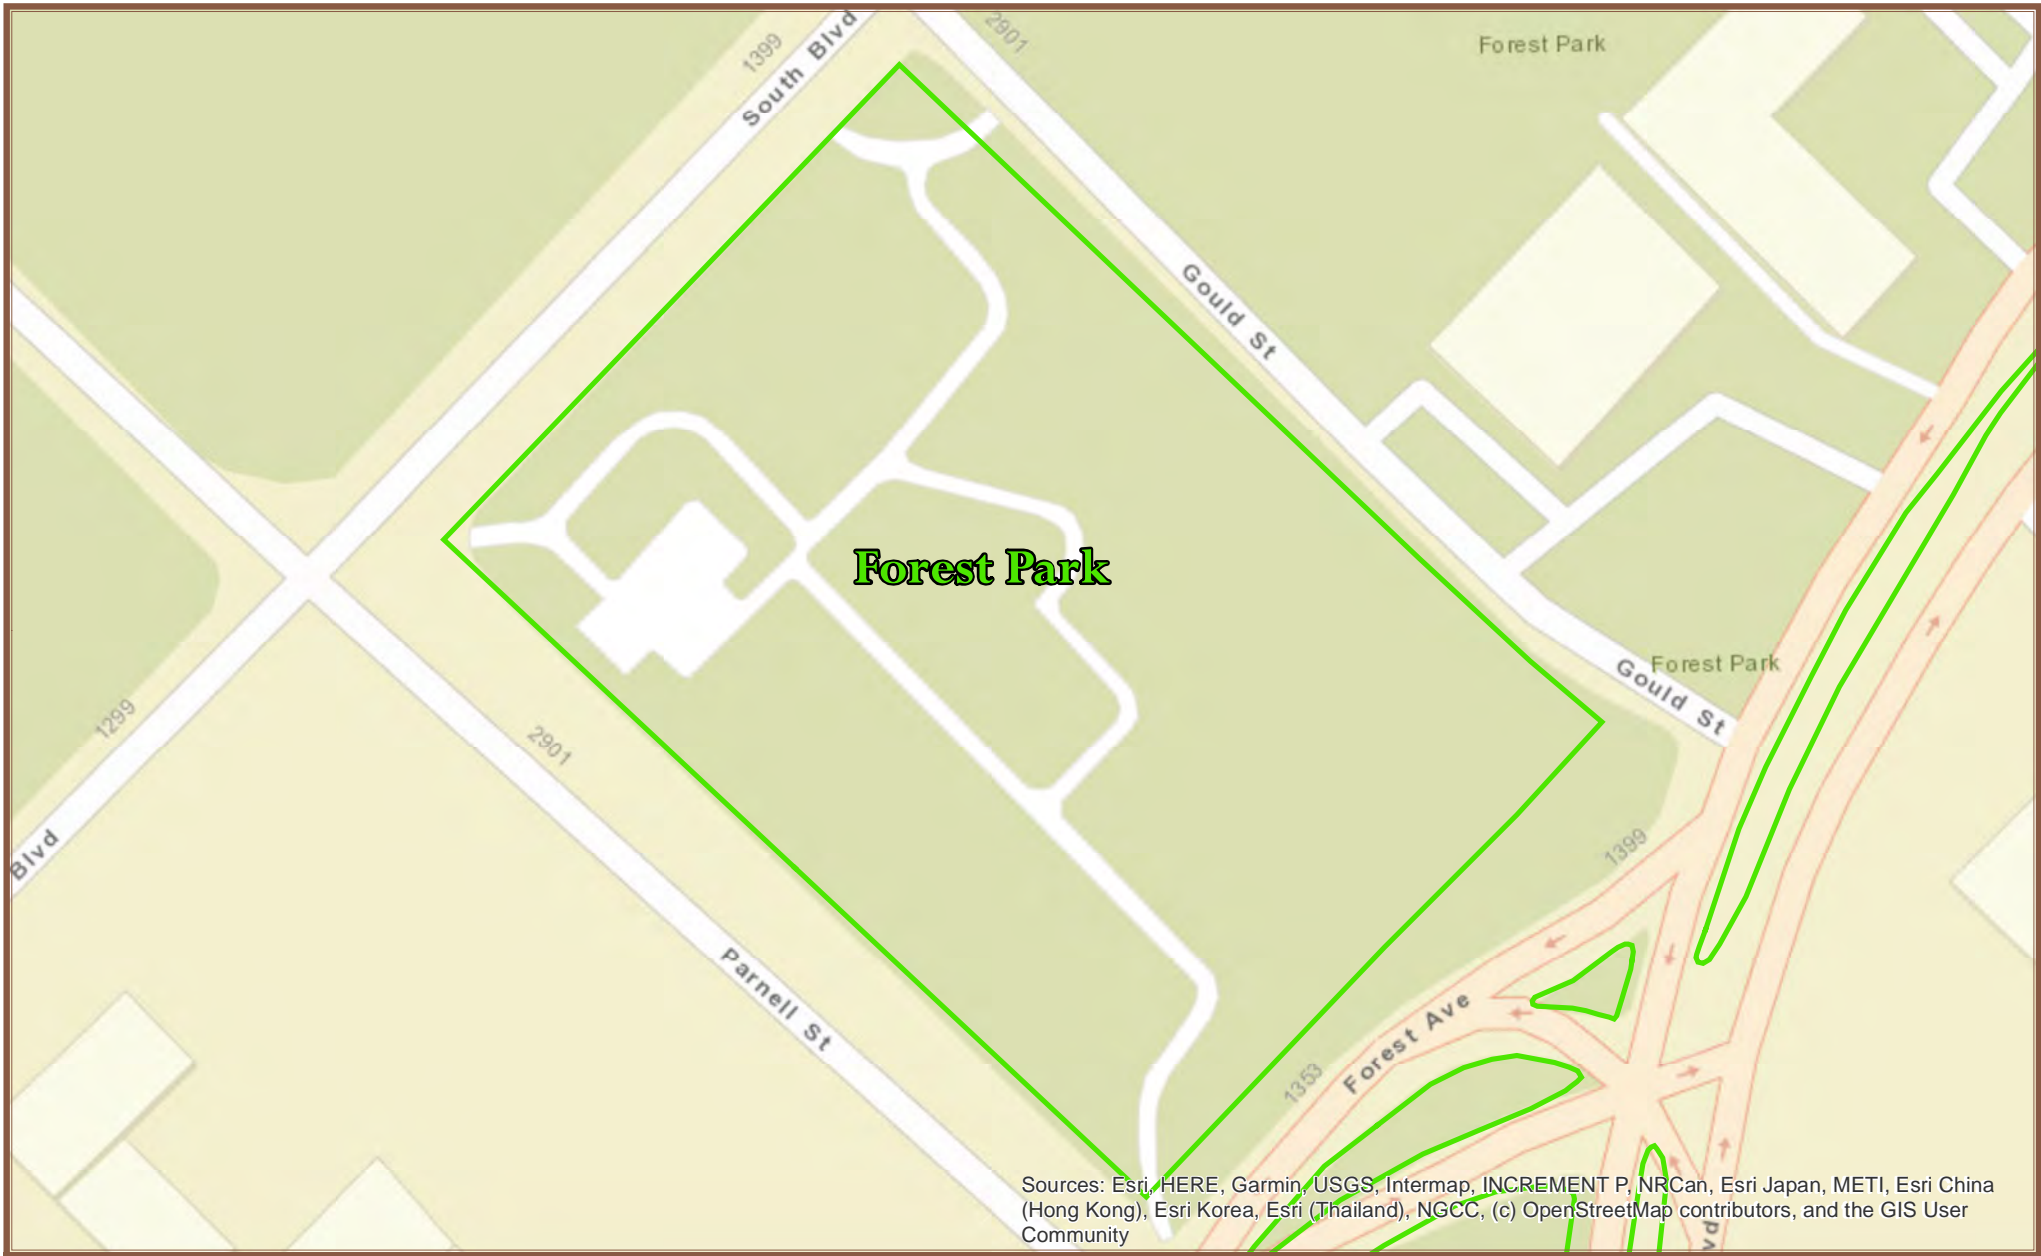 1399
South Blvd
2901
Forest Park
Gould St
Forest Park
Forest Park
Gould St
1299
2901
Blvd
1399
Parnell St
Forest Ave
1353
Sources: Esri, HERE, Garmin, USGS, Intermap, INCREMENT P, NRCan, Esri Japan, METI, Esri China
(Hong Kong), Esri Korea, Esri (Thailand), NGCC, (c) OpenStreetMap contributors, and the GIS User
Community